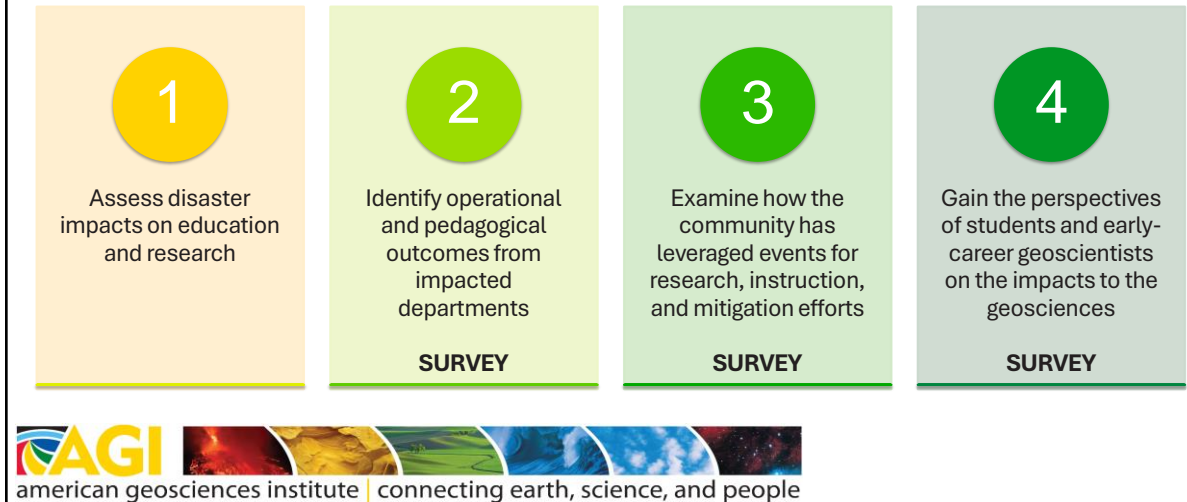 1
Assess disaster
impacts on education
and research
2
Identify operational
and pedagogical
outcomes from
impacted
departments
SURVEY
3
Examine how the
community has
leveraged events for
research, instruction,
and mitigation efforts
SURVEY
4
Gain the perspectives
of students and early-
career geoscientists
on the impacts to the
geosciences
SURVEY
AGI
american geosciences institute | connecting earth, science, and people